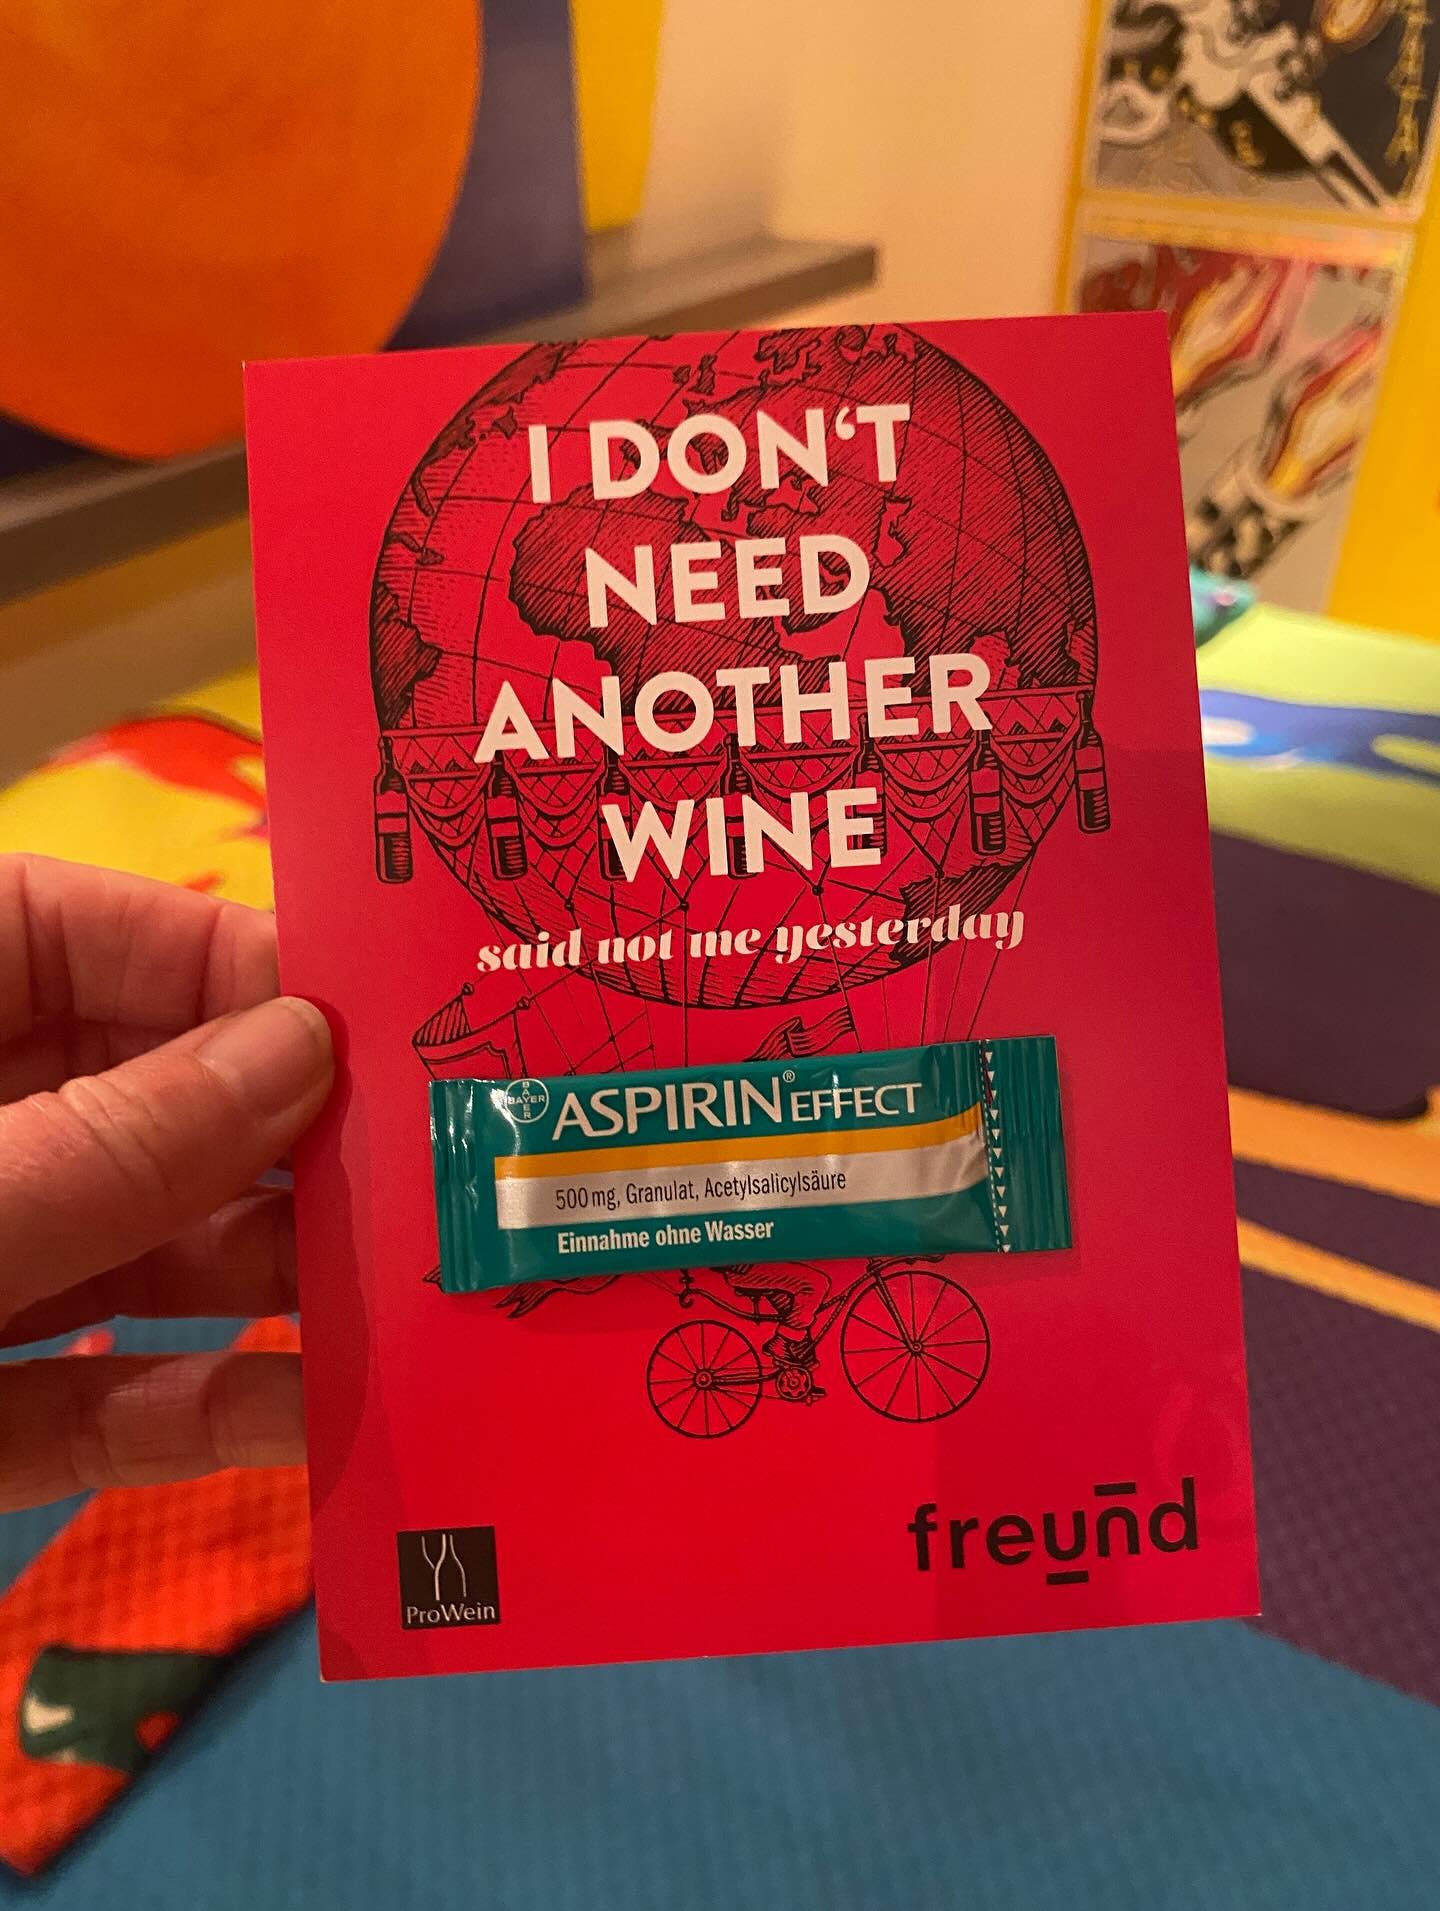 I DON‘T
NEED
ANOTHER
WINE
said not me yesterday
BAYER
BAYER
ASPIRIN® EFFECT
500 mg, Granulat, Acetylsalicylsäure
Einnahme ohne Wasser
ProWein
freund